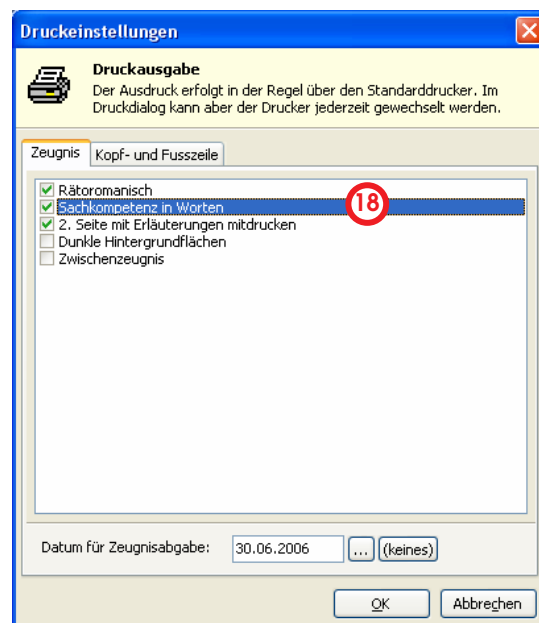 Druckeinstellungen
Druckausgabe
Der Ausdruck erfolgt in der Regel über den Standarddrucker. Im
Druckdialog kann aber der Drucker jederzeit gewechselt werden.
Zeugnis Kopf- und Fusszeile
Rätoromanisch
Sachkompetenz in Worten 18
2. Seite mit Erläuterungen mitdrucken
Dunkle Hintergrundflächen
Zwischenzeugnis
Datum für Zeugnisabgabe: 30.06.2006 ... (keines)
OK Abbrechen